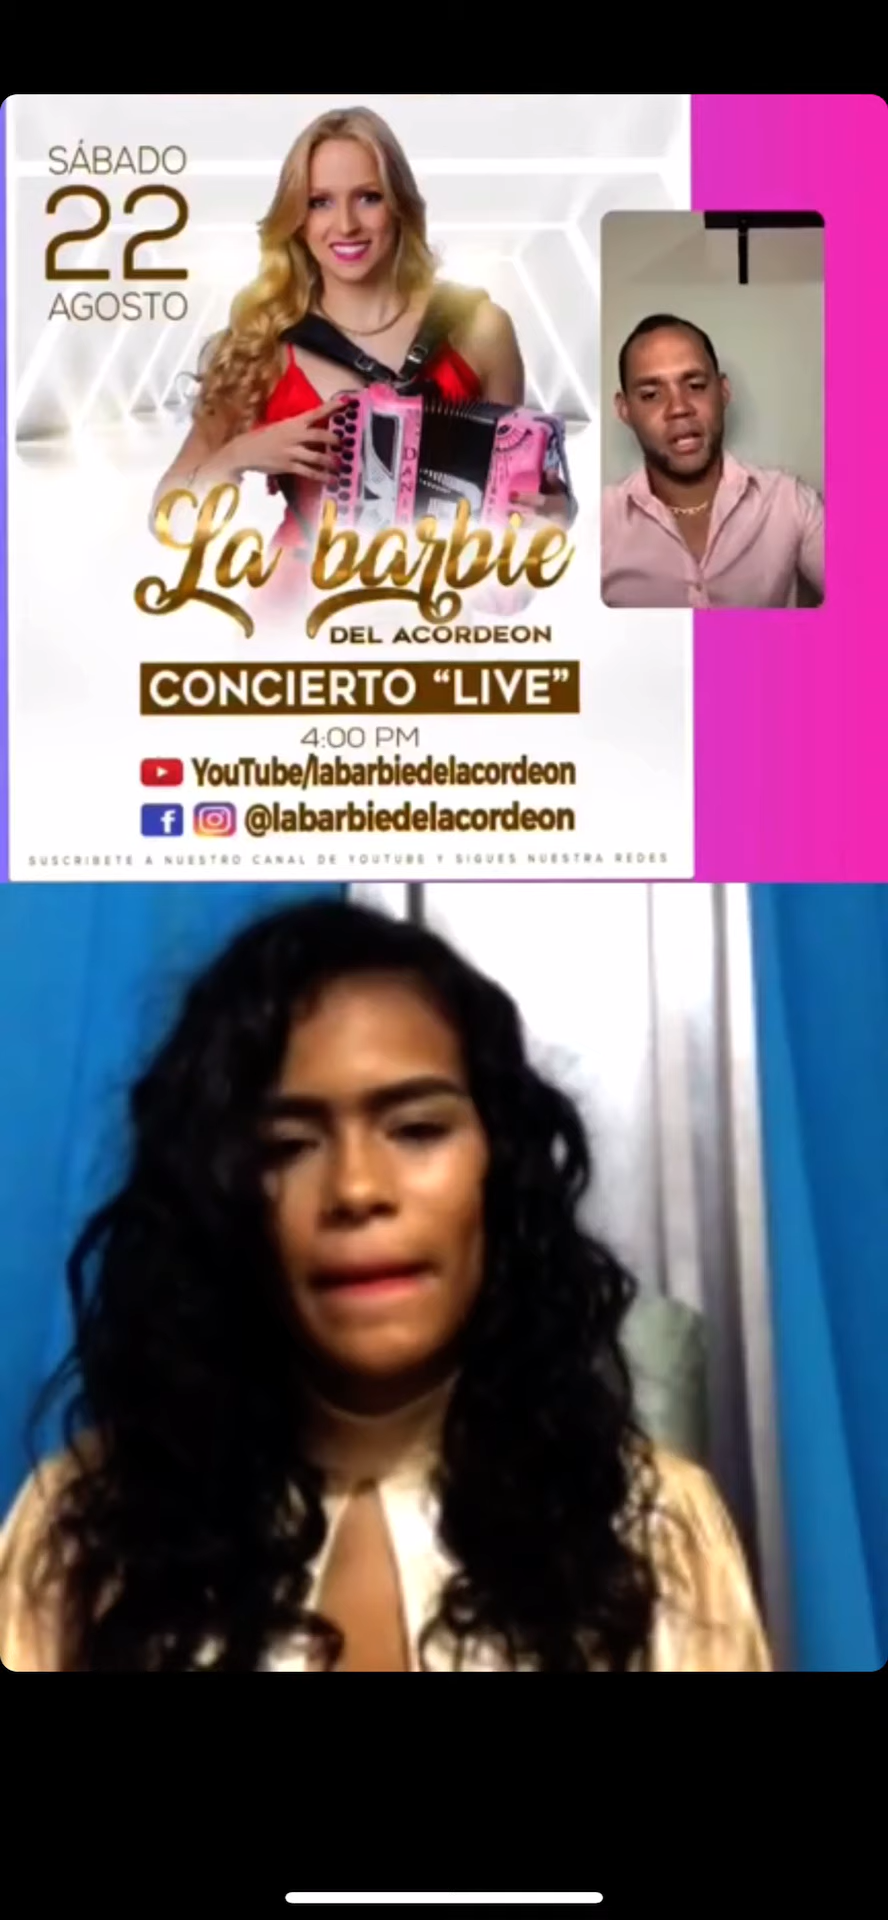 SÁBADO
22
AGOSTO
La barbie
DEL ACORDEON
CONCIERTO “LIVE”
4:00 PM
YouTube/labarbiedelacordeon
f @labarbiedelacordeon
SUSCRIBETE A NUESTRO CANAL DE YOUTUBE Y SIGUES NUESTRA REDES